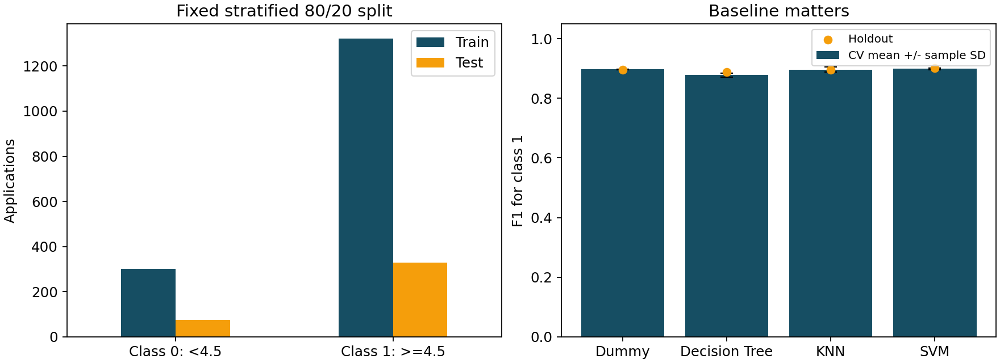 Fixed stratified 80/20 split
Applications
1200
1000
800
600
400
200
0
Train
Test
Class 0: <4.5
Class 1: >=4.5
Baseline matters
F1 for class 1
1.0
0.8
0.6
0.4
0.2
0.0
Holdout
CV mean +/- sample SD
Dummy
Decision Tree
KNN
SVM